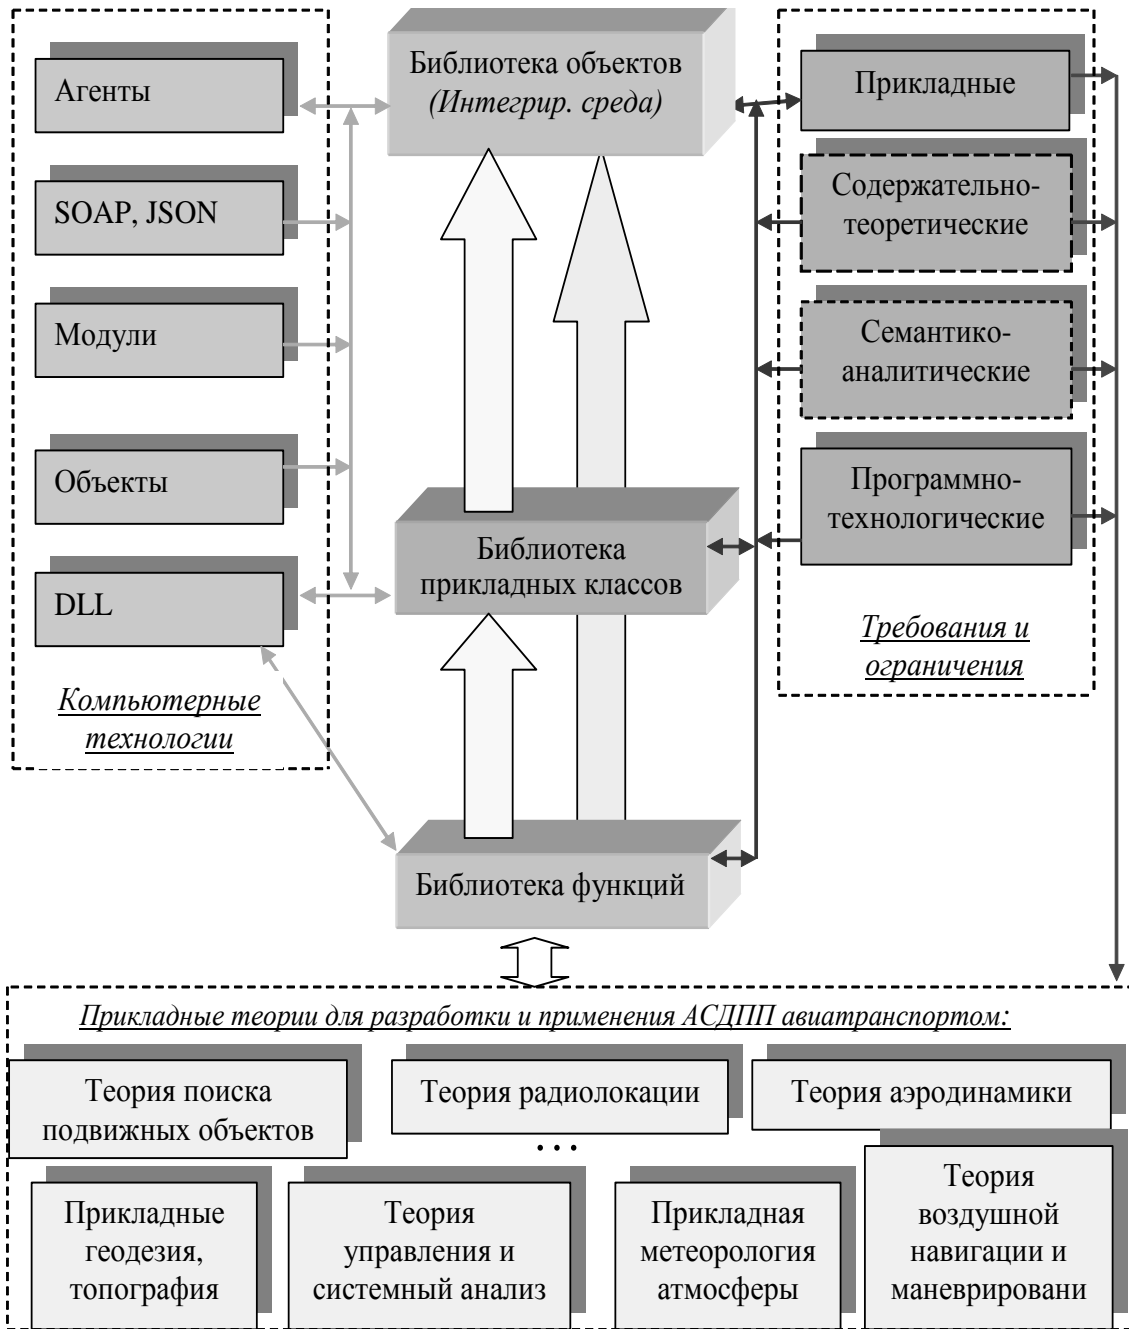 Агенты
SOAP, JSON
Модули
Объекты
DLL
Компьютерные
технологии
Библиотека объектов
(Интегрир. среда)
Библиотека
прикладных классов
Библиотека функций
Прикладные
Содержательно-
теоретические
Семантико-
аналитические
Программно-
технологические
Требования и
ограничения
Прикладные теории для разработки и применения АСДПП авиатранспортом:
Теория поиска
подвижных объектов
Теория радиолокации
Теория аэродинамики
. . .
Прикладные
геодезия,
топография
Теория
управления и
системный анализ
Прикладная
метеорология
атмосферы
Теория
воздушной
навигации и
маневрировани